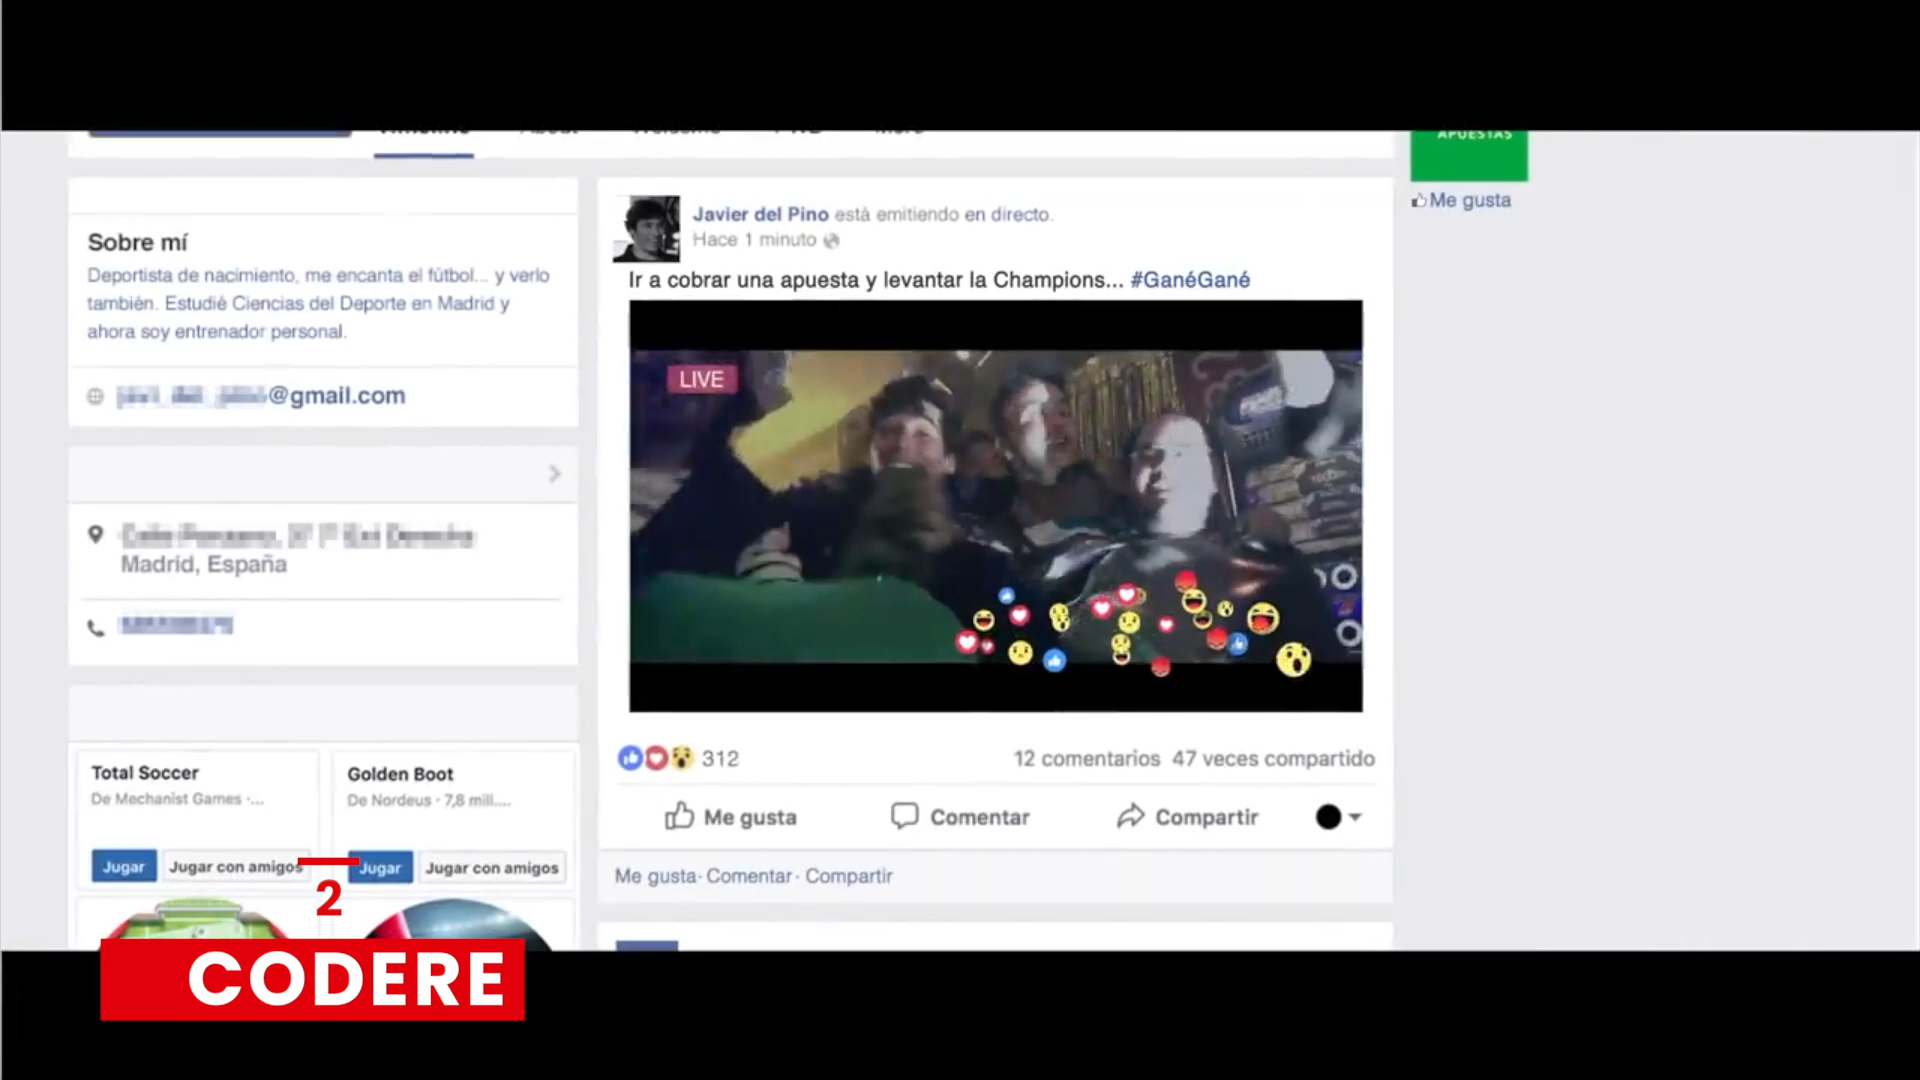 APUESTAS
Me gusta
Sobre mí
Deportista de nacimiento, me encanta el fútbol... y verlo
también. Estudié Ciencias del Deporte en Madrid y
ahora soy entrenador personal.
@gmail.com
Madrid, España
Javier del Pino está emitiendo en directo.
Hace 1 minuto
Ir a cobrar una apuesta y levantar la Champions... #GanéGané
LIVE
312
12 comentarios 47 veces compartido
Me gusta Comentar Compartir
Me gusta · Comentar · Compartir
Total Soccer
De Mechanist Games ·...
Jugar Jugar con amigos
Golden Boot
De Nordeus · 7,8 mill....
Jugar Jugar con amigos
2
CODERE